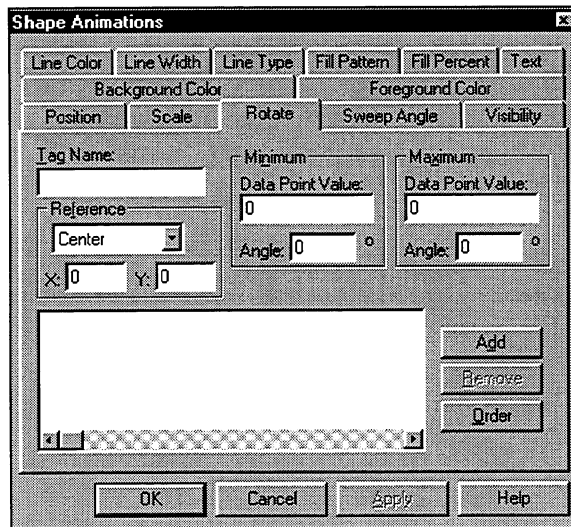 Shape Animations
Line Color Line Width Line Type Fill Pattern Fill Percent Text
Background Color Foreground Color
Position Scale Rotate Sweep Angle Visibility
Tag Name:
Minimum
Data Point Value:
0
Angle: 0 °
Maximum
Data Point Value:
0
Angle: 0 °
Reference
Center
X: 0 Y: 0
Add
Remove
Order
OK Cancel Apply Help